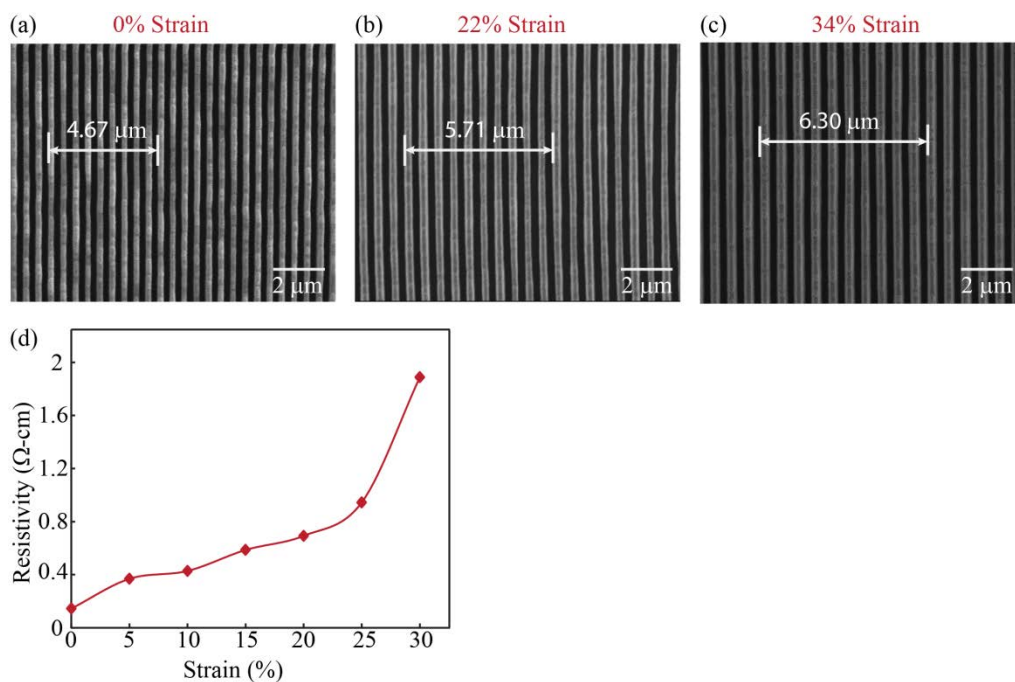 (a)
0% Strain
(b)
22% Strain
(c)
34% Strain
4.67 μm
5.71 μm
6.30 μm
2 μm
2 μm
2 μm
(d)
Resistivity (Ω-cm)
2
1.6
1.2
0.8
0.4
0
0 5 10 15 20 25 30
Strain (%)